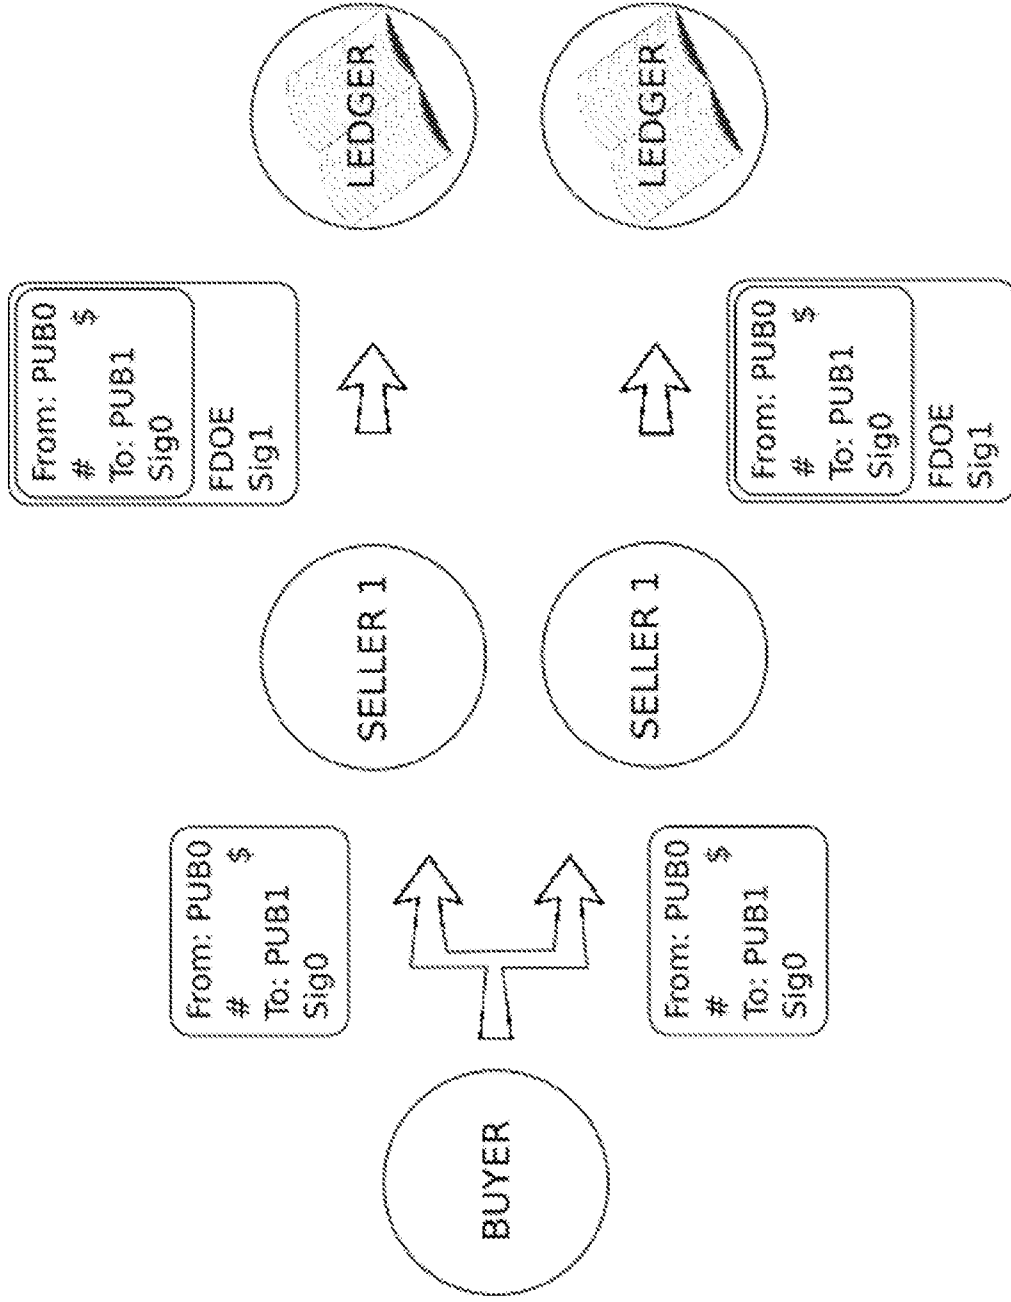 BUYER
From: PUB0
# $
To: PUB1
Sig0
SELLER 1
From: PUB0
# $
To: PUB1
Sig0
FDOE
Sig1
LEDGER
From: PUB0
# $
To: PUB1
Sig0
SELLER 1
From: PUB0
# $
To: PUB1
Sig0
FDOE
Sig1
LEDGER